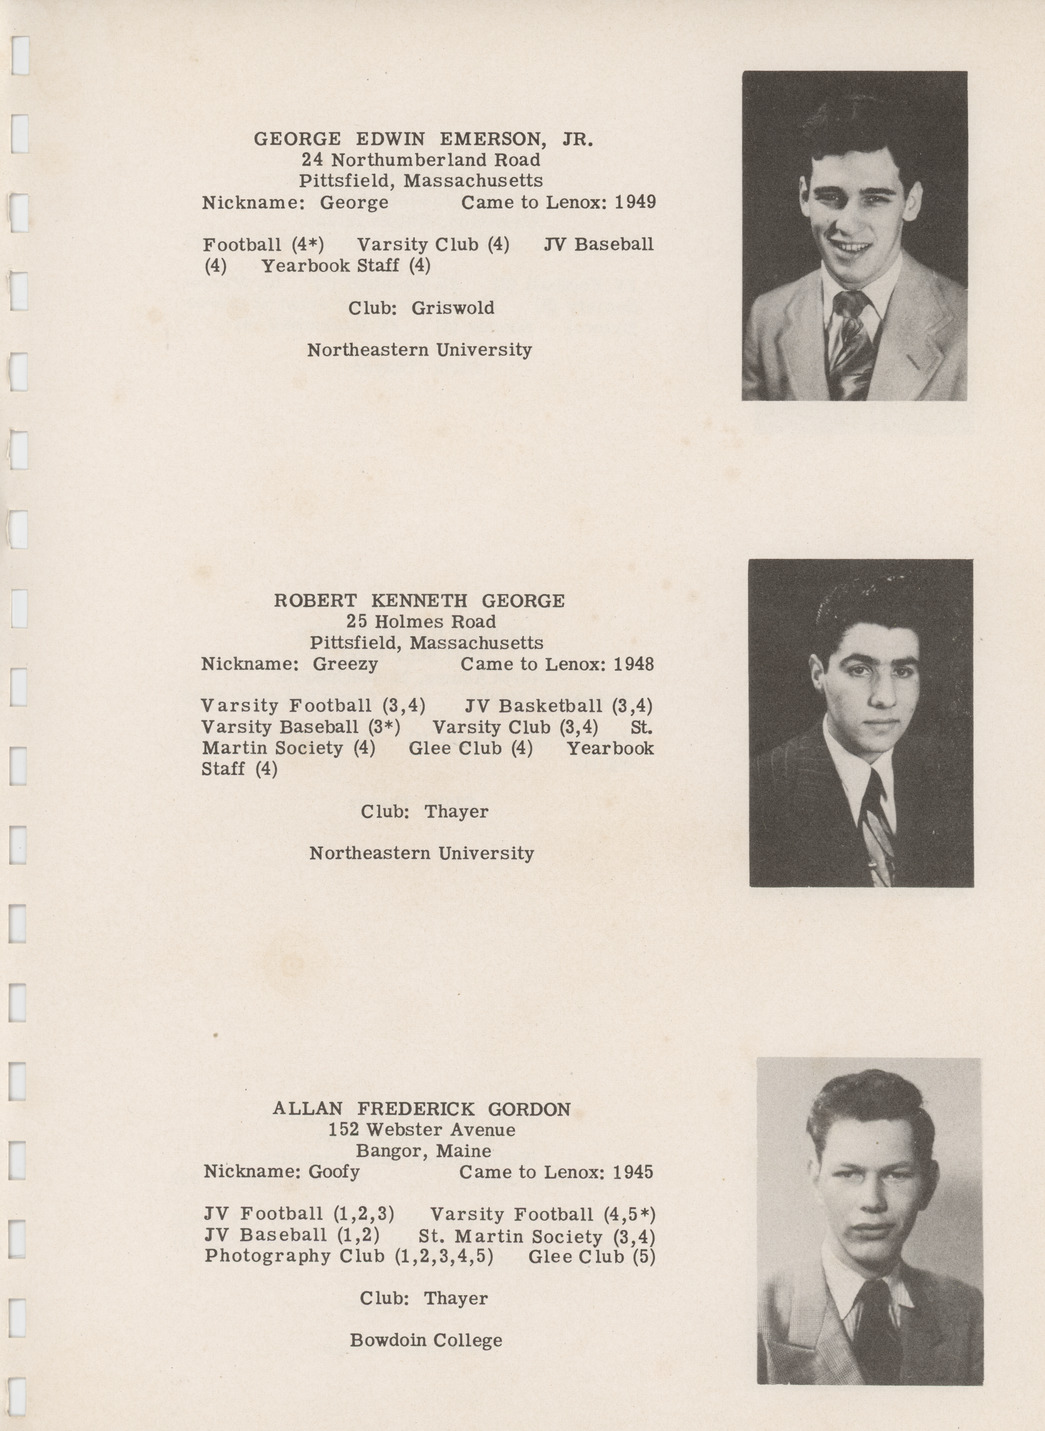 GEORGE EDWIN EMERSON, JR.
24 Northumberland Road
Pittsfield, Massachusetts
Nickname: George Came to Lenox: 1949
Football (4*) Varsity Club (4) JV Baseball
(4) Yearbook Staff (4)
Club: Griswold
Northeastern University
ROBERT KENNETH GEORGE
25 Holmes Road
Pittsfield, Massachusetts
Nickname: Greezy Came to Lenox: 1948
Varsity Football (3,4) JV Basketball (3,4)
Varsity Baseball (3*) Varsity Club (3,4) St.
Martin Society (4) Glee Club (4) Yearbook
Staff (4)
Club: Thayer
Northeastern University
ALLAN FREDERICK GORDON
152 Webster Avenue
Bangor, Maine
Nickname: Goofy Came to Lenox: 1945
JV Football (1,2,3) Varsity Football (4,5*)
JV Baseball (1,2) St. Martin Society (3,4)
Photography Club (1,2,3,4,5) Glee Club (5)
Club: Thayer
Bowdoin College